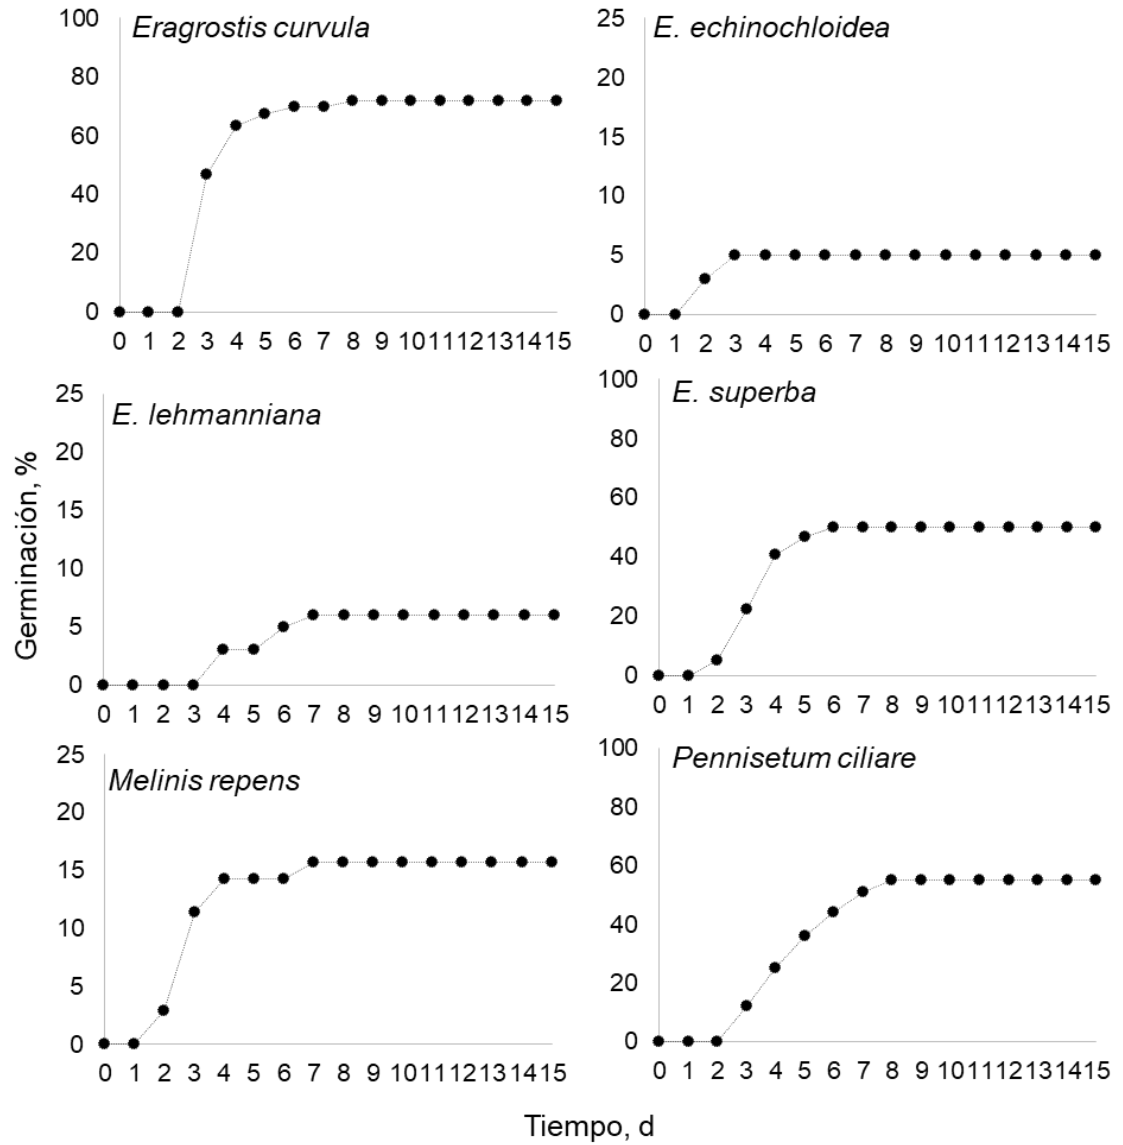 Eragrostis curvula
100
80
60
40
20
0
0 1 2 3 4 5 6 7 8 9 10 11 12 13 14 15
E. echinochloidea
25
20
15
10
5
0
0 1 2 3 4 5 6 7 8 9 10 11 12 13 14 15
Germinación, %
E. lehmanniana
25
20
15
10
5
0
0 1 2 3 4 5 6 7 8 9 10 11 12 13 14 15
E. superba
100
80
60
40
20
0
0 1 2 3 4 5 6 7 8 9 10 11 12 13 14 15
Melinis repens
25
20
15
10
5
0
0 1 2 3 4 5 6 7 8 9 10 11 12 13 14 15
Pennisetum ciliare
100
80
60
40
20
0
0 1 2 3 4 5 6 7 8 9 10 11 12 13 14 15
Tiempo, d